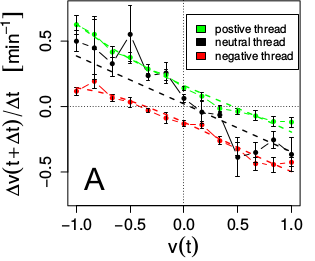 Δv(t+Δt)/Δt [min⁻¹]
0.5
0.0
−0.5
postive thread
neutral thread
negative thread
A
−1.0 −0.5 0.0 0.5 1.0
v(t)